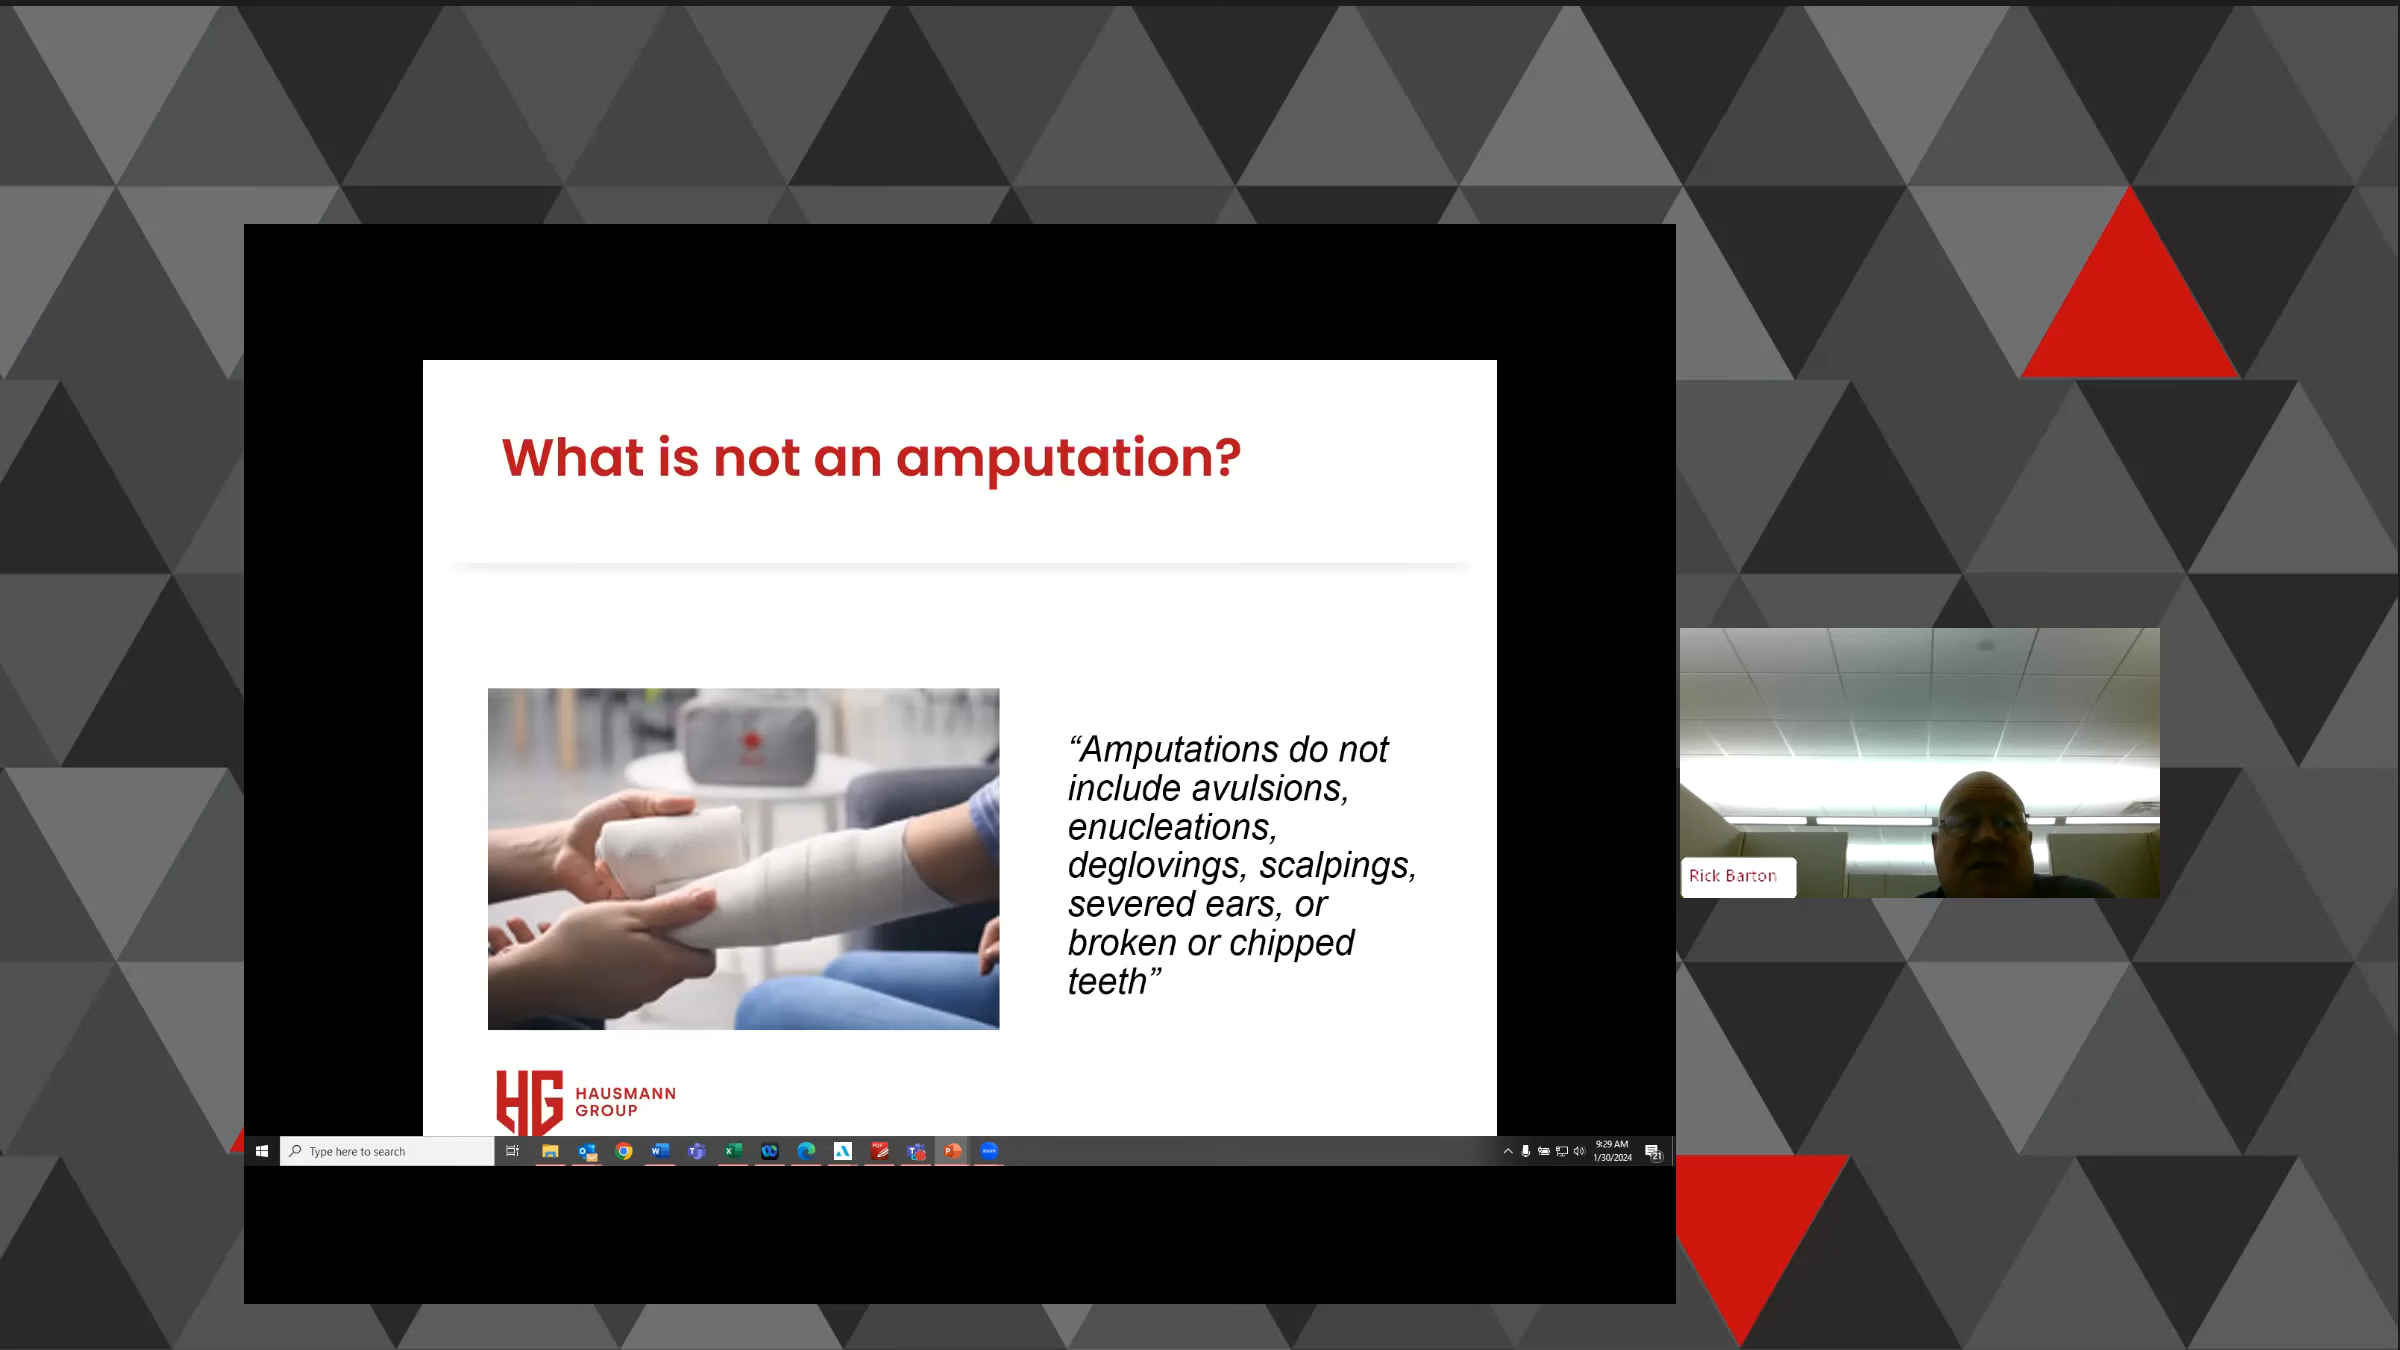 What is not an amputation?
“Amputations do not
include avulsions,
enucleations,
deglovings, scalpings,
severed ears, or
broken or chipped
teeth”
Rick Barton
HAUSMANN
GROUP
Type here to search
9:29 AM
1/30/2024
21